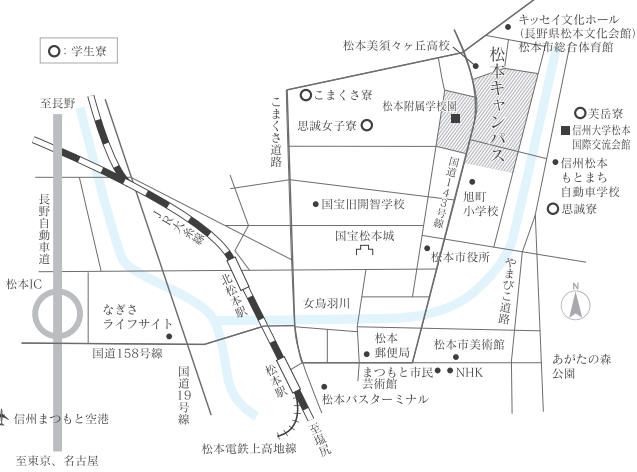 キッセイ文化ホール
(長野県松本文化会館)
松本市総合体育館
：学生寮
松本美須々ヶ丘高校
松本キャンパス
至長野
こまくさ寮
松本附属学校園
思誠女子寮
こまくさ道路
芙岳寮
信州大学松本
国際交流会館
信州松本
もとまち
自動車学校
国道143号線
旭町
小学校
思誠寮
長野自動車道
JR大糸線
国宝旧開智学校
国宝松本城
松本市役所
やまびこ道路
N
松本IC
北松本駅
女鳥羽川
なぎさ
ライフサイト
国道158号線
松本
郵便局
松本市美術館
あがたの森
公園
国道19号線
松本駅
まつもと市民
芸術館
NHK
松本バスターミナル
信州まつもと空港
松本電鉄上高地線
至塩尻
至東京、名古屋